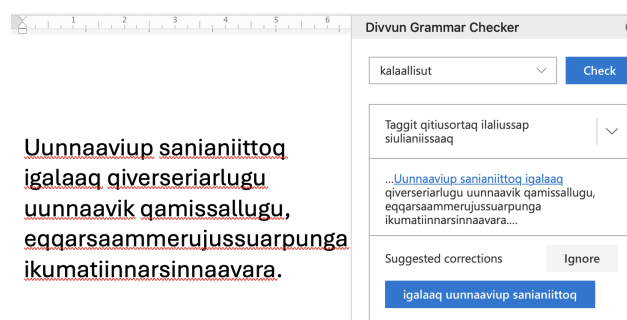 1 2 3 4 5 6
Divvun Grammar Checker
kalaallisut
Check
Uunnaaviup sanianiittoq
igalaaq qiverseriarlugu
uunnaavik qamissallugu,
eqqarsaammerujussuarpunga
ikumatiinnarsinnaavara.
Taggit qitiusortaq ilaliussap
siulianiissaaq
...Uunnaaviup sanianiittoq igalaaq
qiverseriarlugu uunnaavik qamissallugu,
eqqarsaammerujussuarpunga
ikumatiinnarsinnaavara....
Suggested corrections
Ignore
igalaaq uunnaaviup sanianiittoq